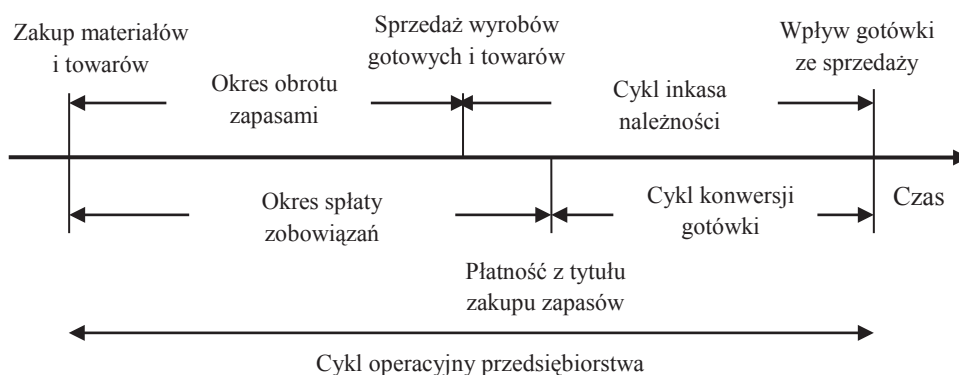 Zakup materiałów
i towarów
Sprzedaż wyrobów
gotowych i towarów
Wpływ gotówki
ze sprzedaży
Okres obrotu
zapasami
Cykl inkasa
należności
Okres spłaty
zobowiązań
Cykl konwersji
gotówki
Czas
Płatność z tytułu
zakupu zapasów
Cykl operacyjny przedsiębiorstwa